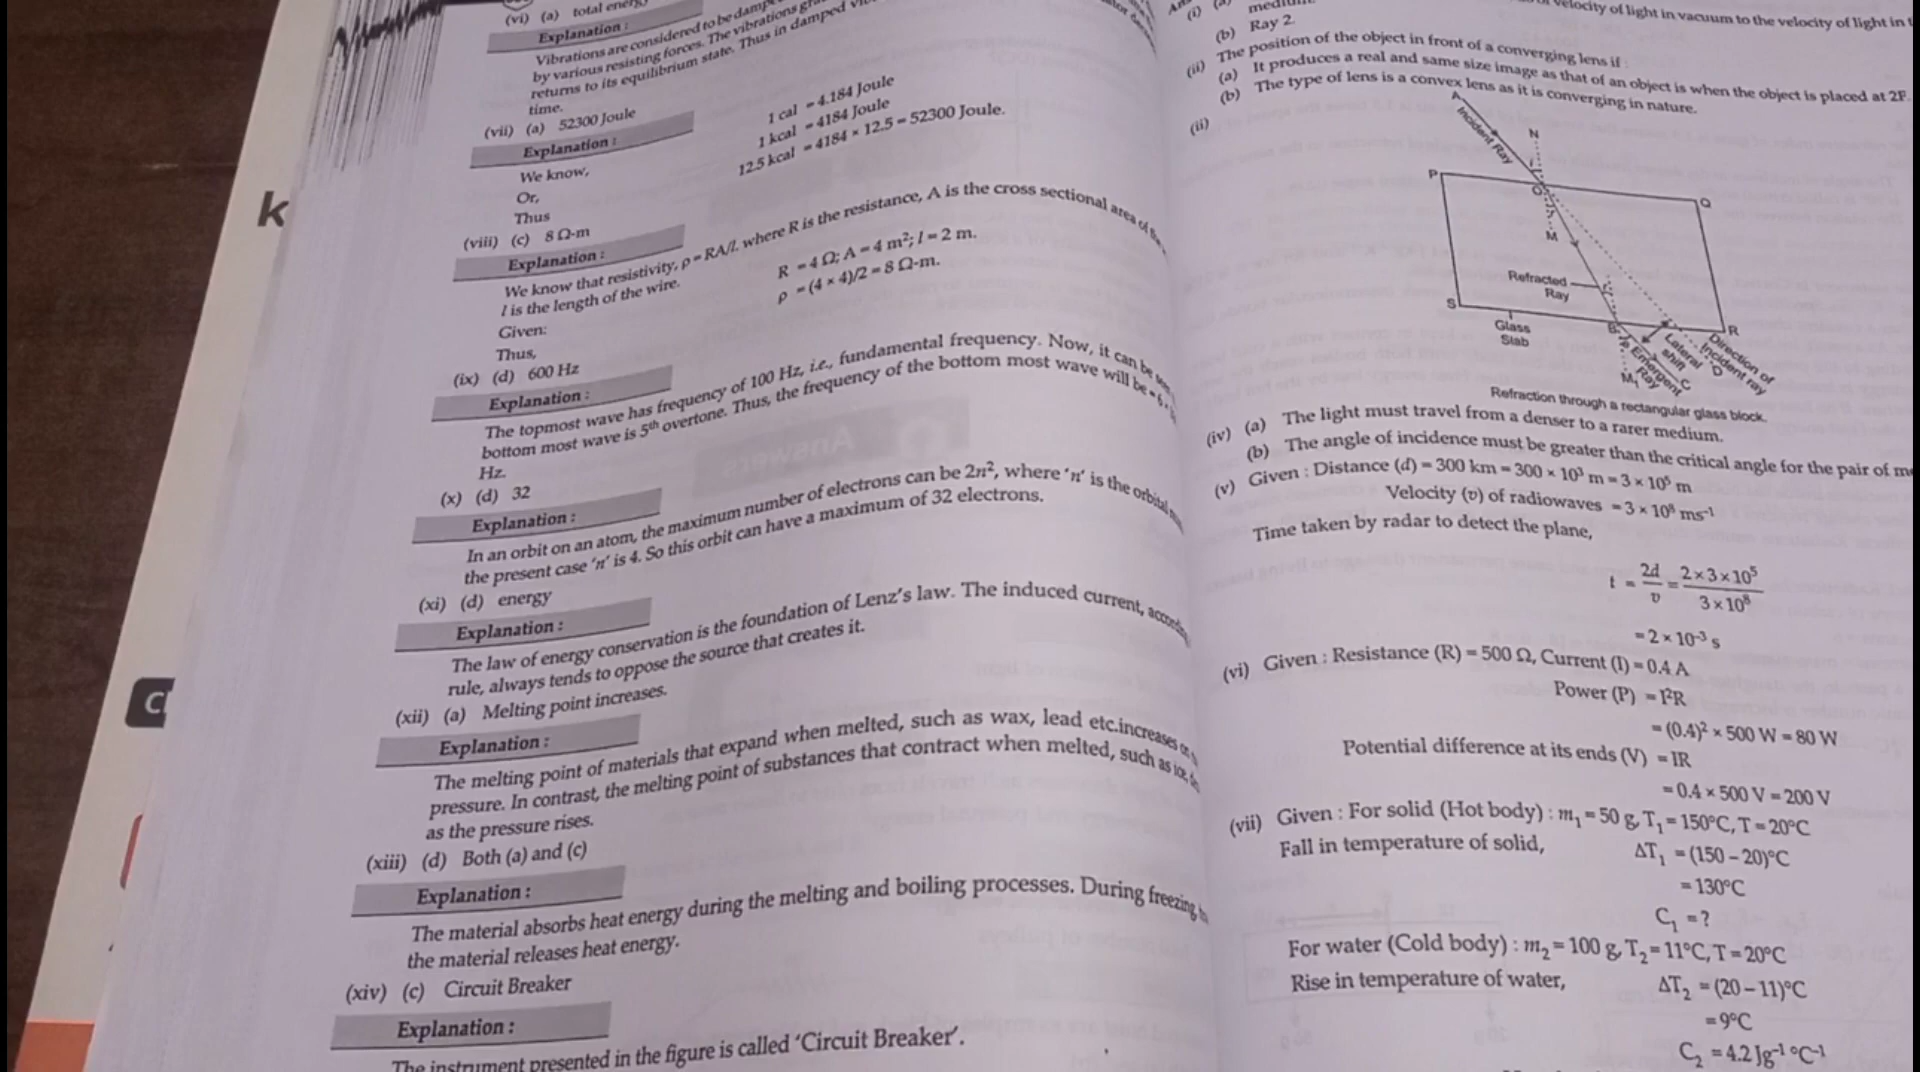 (vi) (a) total energy
Explanation :
Vibrations are considered to be damped
by various resisting forces. The vibrations
returns to its equilibrium state. Thus in damped
time.
(vii) (a) 52300 Joule
Explanation :
We know, 1 cal = 4.184 Joule
Or, 1 kcal = 4184 Joule
Thus 12.5 kcal = 4184 × 12.5 = 52300 Joule.
(viii) (c) 8 Ω-m
Explanation :
We know that resistivity, ρ = RA/l. where R is the resistance, A is the cross sectional area of the
l is the length of the wire.
Given: R = 4 Ω; A = 4 m²; l = 2 m.
Thus, ρ = (4 × 4)/2 = 8 Ω-m.
(ix) (d) 600 Hz
Explanation :
The topmost wave has frequency of 100 Hz, i.e., fundamental frequency. Now, it can be seen
bottom most wave is 5th overtone. Thus, the frequency of the bottom most wave will be = 6 ×
Hz.
(x) (d) 32
Explanation :
In an orbit on an atom, the maximum number of electrons can be 2n², where 'n' is the orbital
the present case 'n' is 4. So this orbit can have a maximum of 32 electrons.
(xi) (d) energy
Explanation :
The law of energy conservation is the foundation of Lenz's law. The induced current, according
rule, always tends to oppose the source that creates it.
(xii) (a) Melting point increases.
Explanation :
The melting point of materials that expand when melted, such as wax, lead etc.increases
pressure. In contrast, the melting point of substances that contract when melted, such as ice,
as the pressure rises.
(xiii) (d) Both (a) and (c)
Explanation :
The material absorbs heat energy during the melting and boiling processes. During freezing
the material releases heat energy.
(xiv) (c) Circuit Breaker
Explanation :
The instrument presented in the figure is called 'Circuit Breaker'.
k
C
velocity of light in vacuum to the velocity of light in
(i) (a) medium
(b) Ray 2.
(ii) The position of the object in front of a converging lens if :
(a) It produces a real and same size image as that of an object is when the object is placed at 2F.
(b) The type of lens is a convex lens as it is converging in nature.
(ii)
A
Incident Ray
N
i
P
O
Q
r
M
Refracted
Ray
S
Glass
Slab
B
R
e
M₁
Emergent
Ray
C
Lateral
shift
D
Direction of
Incident ray
Refraction through a rectangular glass block.
(iv) (a) The light must travel from a denser to a rarer medium.
(b) The angle of incidence must be greater than the critical angle for the pair of
(v) Given : Distance (d) = 300 km = 300 × 10³ m = 3 × 10⁵ m
Velocity (v) of radiowaves = 3 × 10⁸ ms⁻¹
Time taken by radar to detect the plane,
t = 2d/v = 2 × 3 × 10⁵ / 3 × 10⁸
= 2 × 10⁻³ s
(vi) Given : Resistance (R) = 500 Ω, Current (I) = 0.4 A
Power (P) = I²R
= (0.4)² × 500 W = 80 W
Potential difference at its ends (V) = IR
= 0.4 × 500 V = 200 V
(vii) Given : For solid (Hot body) : m₁ = 50 g, T₁ = 150°C, T = 20°C
Fall in temperature of solid, ΔT₁ = (150 – 20)°C
= 130°C
C₁ = ?
For water (Cold body) : m₂ = 100 g, T₂ = 11°C, T = 20°C
Rise in temperature of water, ΔT₂ = (20 – 11)°C
= 9°C
C₂ = 4.2 Jg⁻¹ °C⁻¹